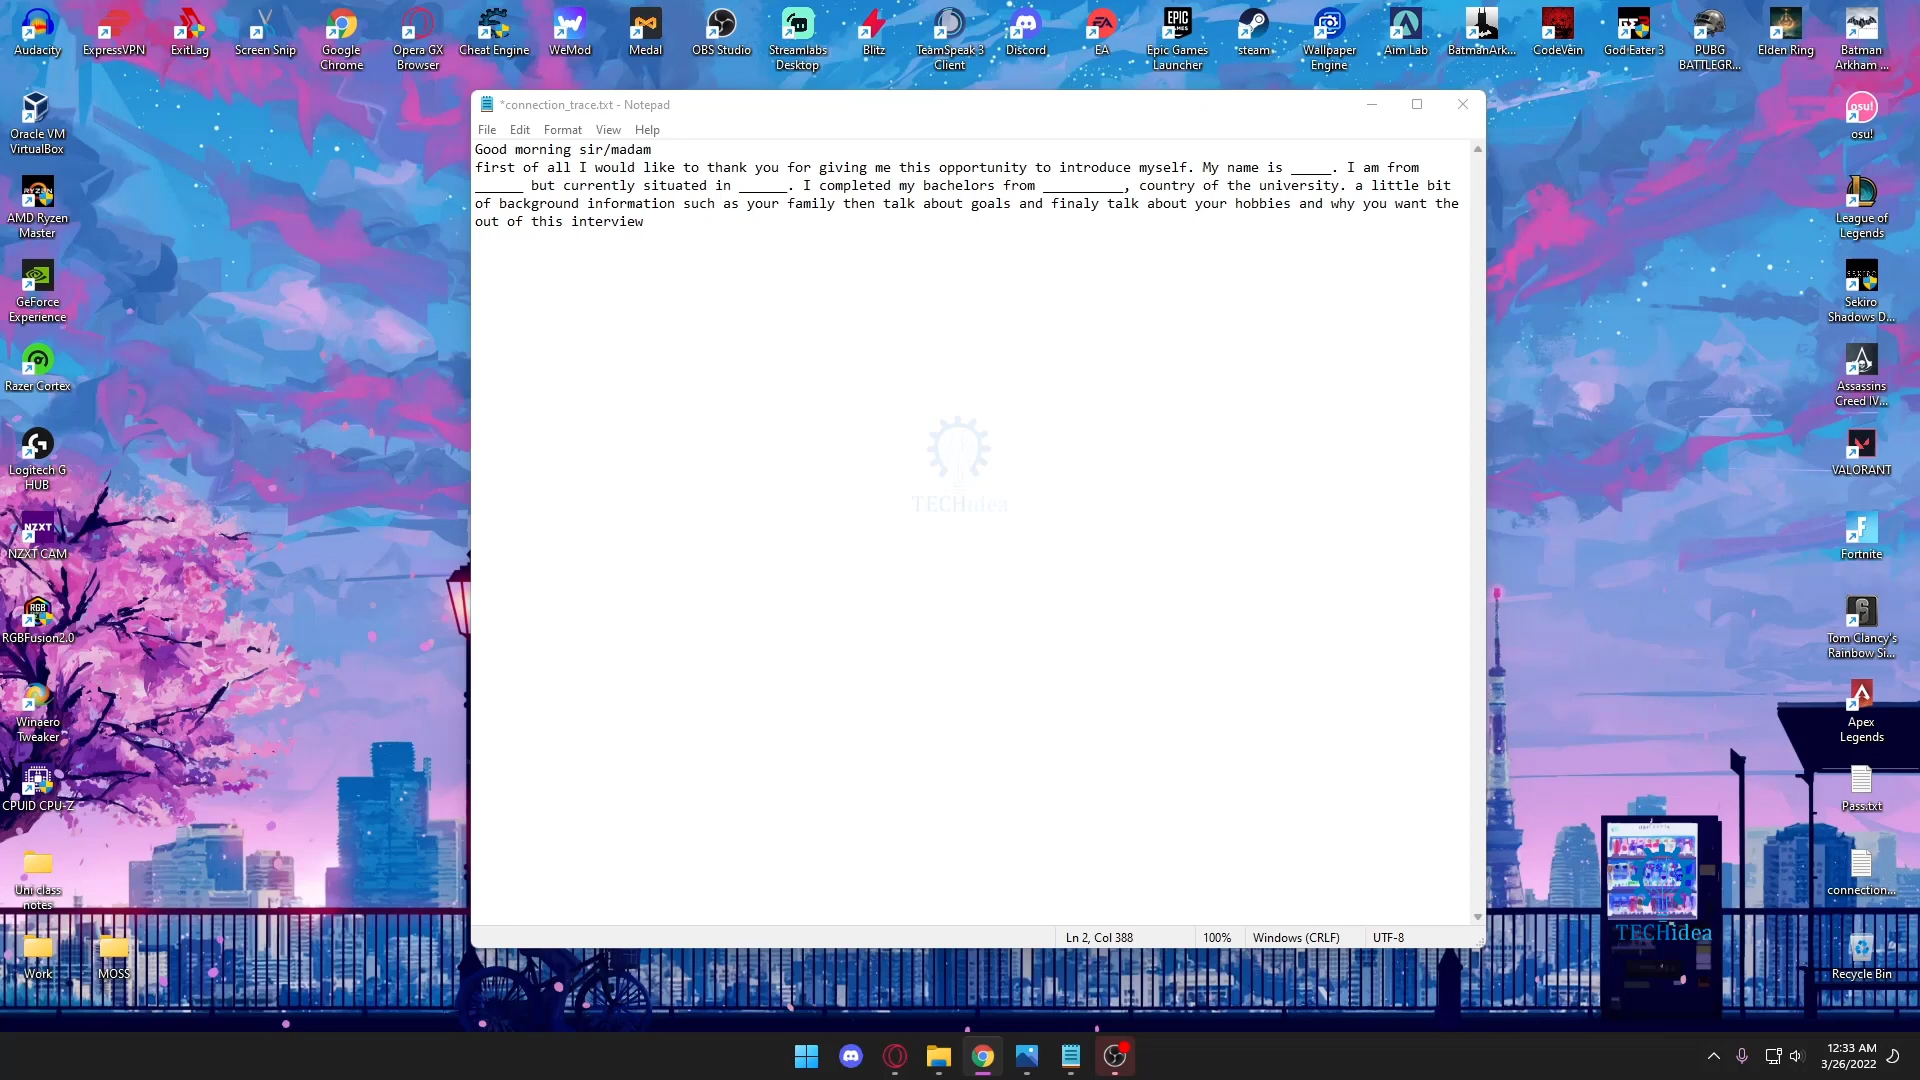 Audacity
ExpressVPN
ExitLag
Screen Snip
Google Chrome
Opera GX Browser
Cheat Engine
WeMod
Medal
OBS Studio
Streamlabs Desktop
Blitz
TeamSpeak 3 Client
Discord
EA
Epic Games Launcher
steam
Wallpaper Engine
Aim Lab
BatmanArk...
CodeVein
God Eater 3
PUBG BATTLEGR...
Elden Ring
Batman Arkham ...
Oracle VM VirtualBox
AMD Ryzen Master
GeForce Experience
Razer Cortex
Logitech G HUB
NZXT CAM
RGBFusion2.0
Winaero Tweaker
CPUID CPU-Z
Uni class notes
Work
MOSS
*connection_trace.txt - Notepad
File Edit Format View Help
Good morning sir/madam
first of all I would like to thank you for giving me this opportunity to introduce myself. My name is _____. I am from
______ but currently situated in ______. I completed my bachelors from __________, country of the university. a little bit
of background information such as your family then talk about goals and finaly talk about your hobbies and why you want the
out of this interview
TECHidea
Ln 2, Col 388
100%
Windows (CRLF)
UTF-8
osu!
osu!
League of Legends
Sekiro Shadows D...
Assassins Creed IV...
VALORANT
Fortnite
Tom Clancy's Rainbow Si...
Apex Legends
Pass.txt
connection...
TECHidea
Recycle Bin
12:33 AM
3/26/2022